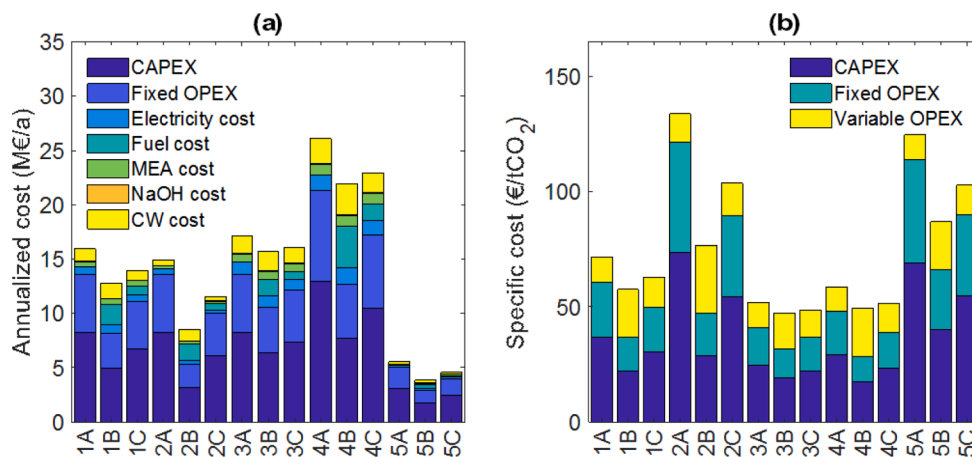 (a)
Annualized cost (M€/a)
35
30
25
20
15
10
5
0
CAPEX
Fixed OPEX
Electricity cost
Fuel cost
MEA cost
NaOH cost
CW cost
1A
1B
1C
2A
2B
2C
3A
3B
3C
4A
4B
4C
5A
5B
5C
(b)
Specific cost (€/tCO₂)
150
100
50
0
CAPEX
Fixed OPEX
Variable OPEX
1A
1B
1C
2A
2B
2C
3A
3B
3C
4A
4B
4C
5A
5B
5C